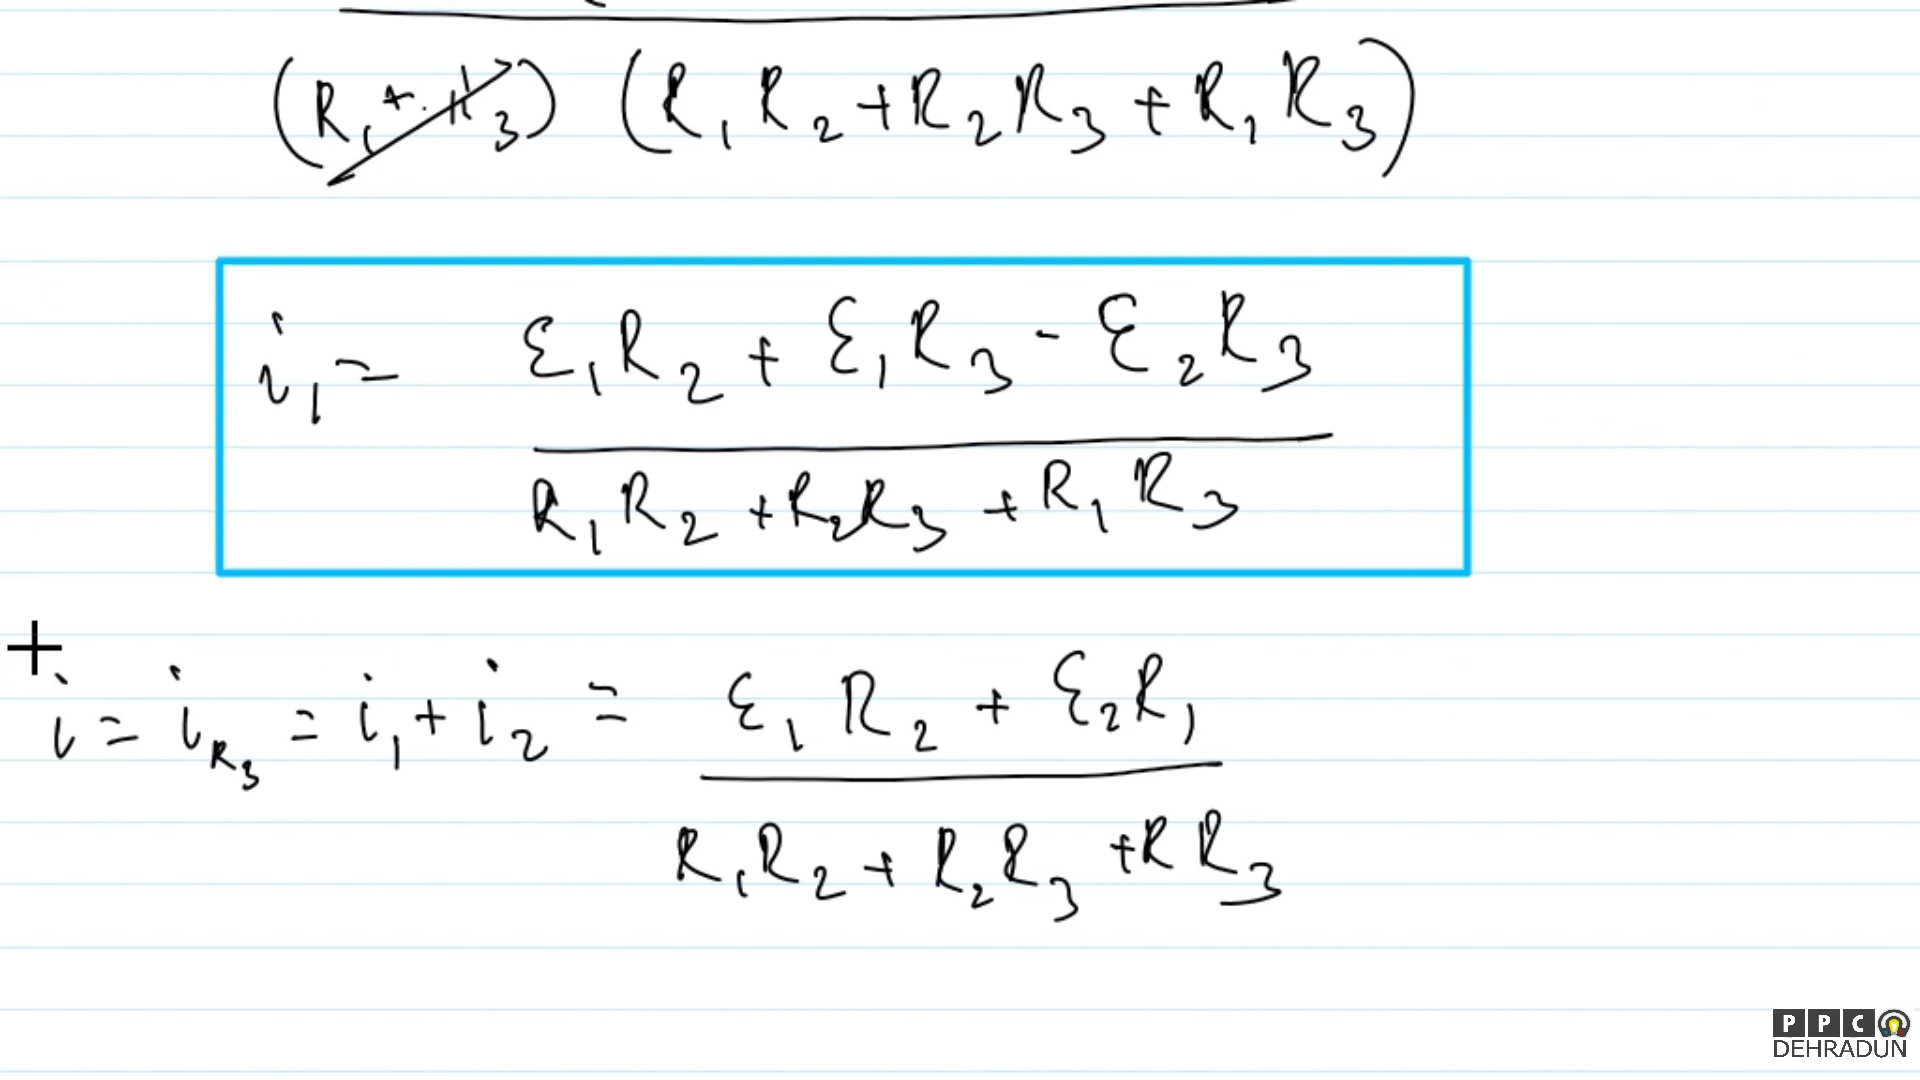 (R₁ + R₃) (R₁R₂ + R₂R₃ + R₁R₃)
i₁ = ε₁R₂ + ε₁R₃ - ε₂R₃
R₁R₂ + R₂R₃ + R₁R₃
i = i_R₃ = i₁ + i₂ = ε₁R₂ + ε₂R₁
R₁R₂ + R₂R₃ + RR₃
PPC
DEHRADUN